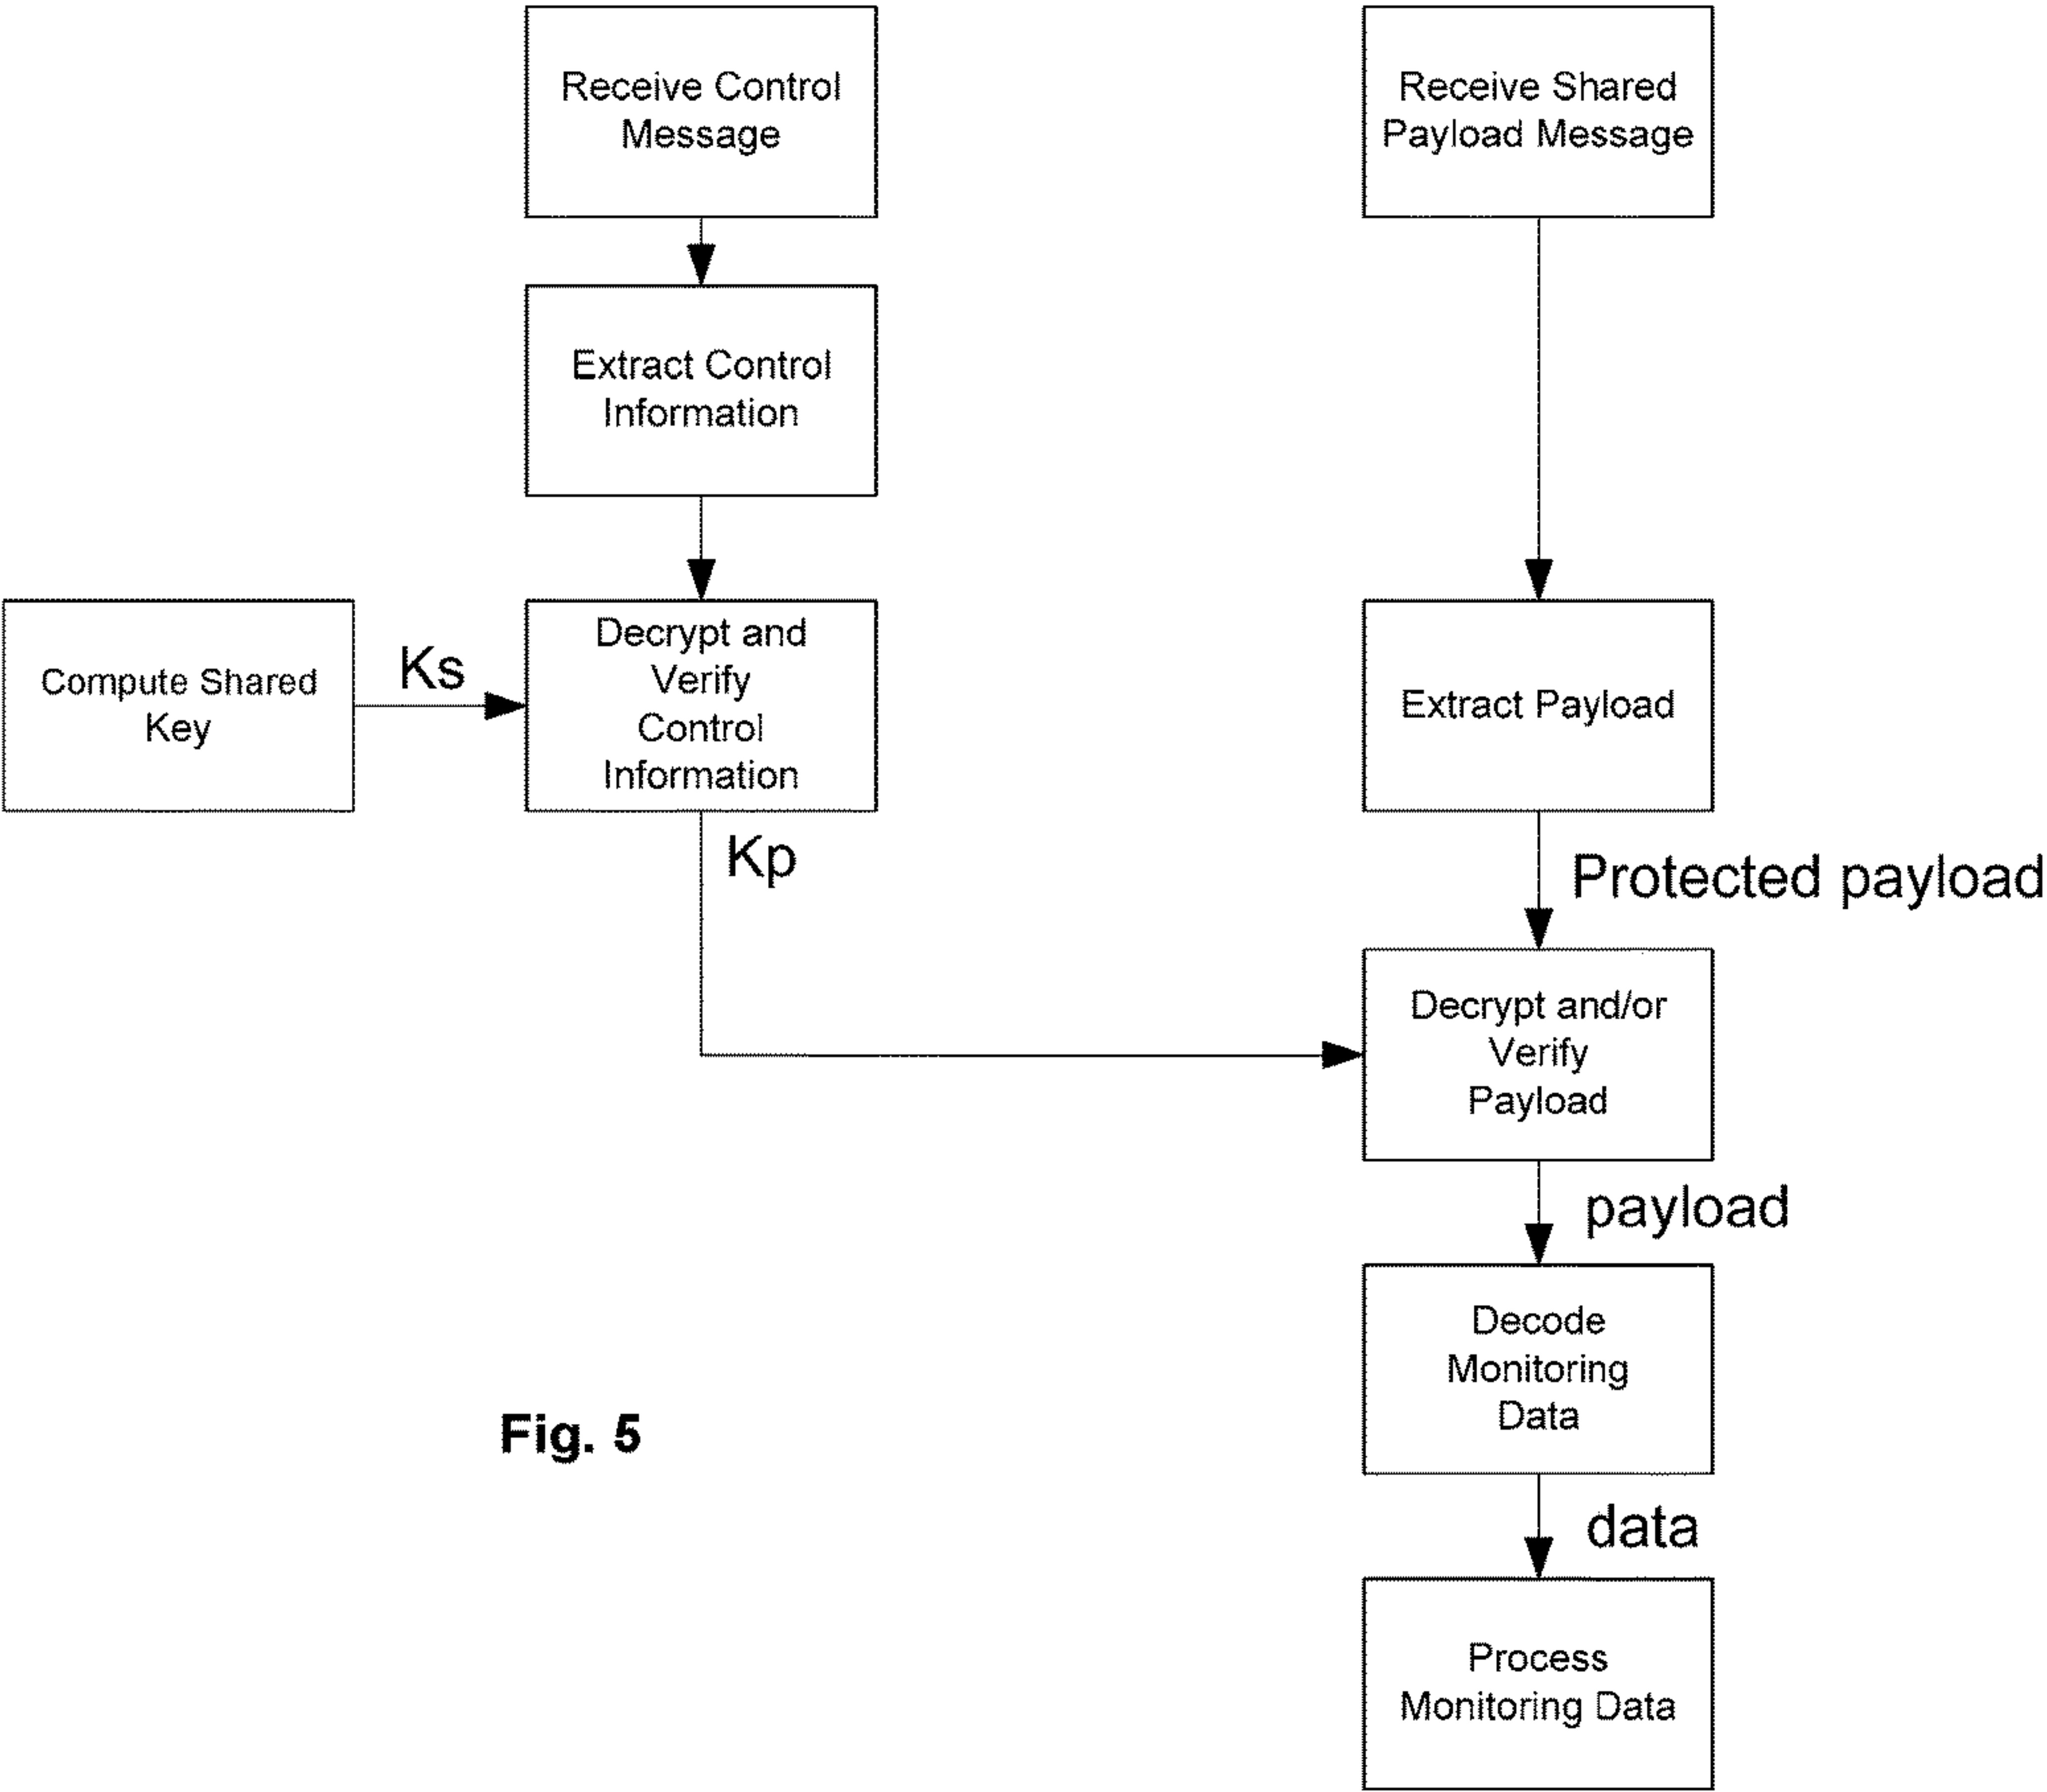 Receive Control
Message
Receive Shared
Payload Message
Extract Control
Information
Compute Shared
Key
Ks
Decrypt and
Verify
Control
Information
Extract Payload
Kp
Protected payload
Decrypt and/or
Verify
Payload
payload
Decode
Monitoring
Data
Fig. 5
data
Process
Monitoring Data